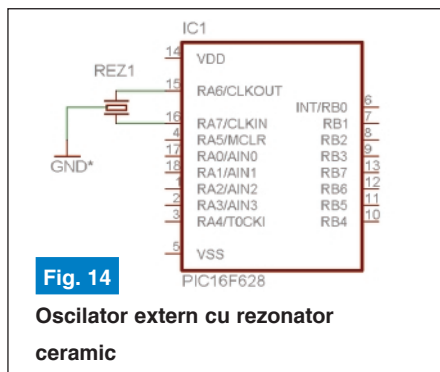 IC1
14 VDD
REZ1
15 RA6/CLKOUT
INT/RB0 6
16 RA7/CLKIN RB1 7
4 RA5/MCLR RB2 8
17 RA0/AIN0 RB3 9
GND* 18 RA1/AIN1 RB7 13
1 RA2/AIN2 RB6 12
2 RA3/AIN3 RB5 11
3 RA4/T0CKI RB4 10
5 VSS
Fig. 14
PIC16F628
Oscilator extern cu rezonator
ceramic